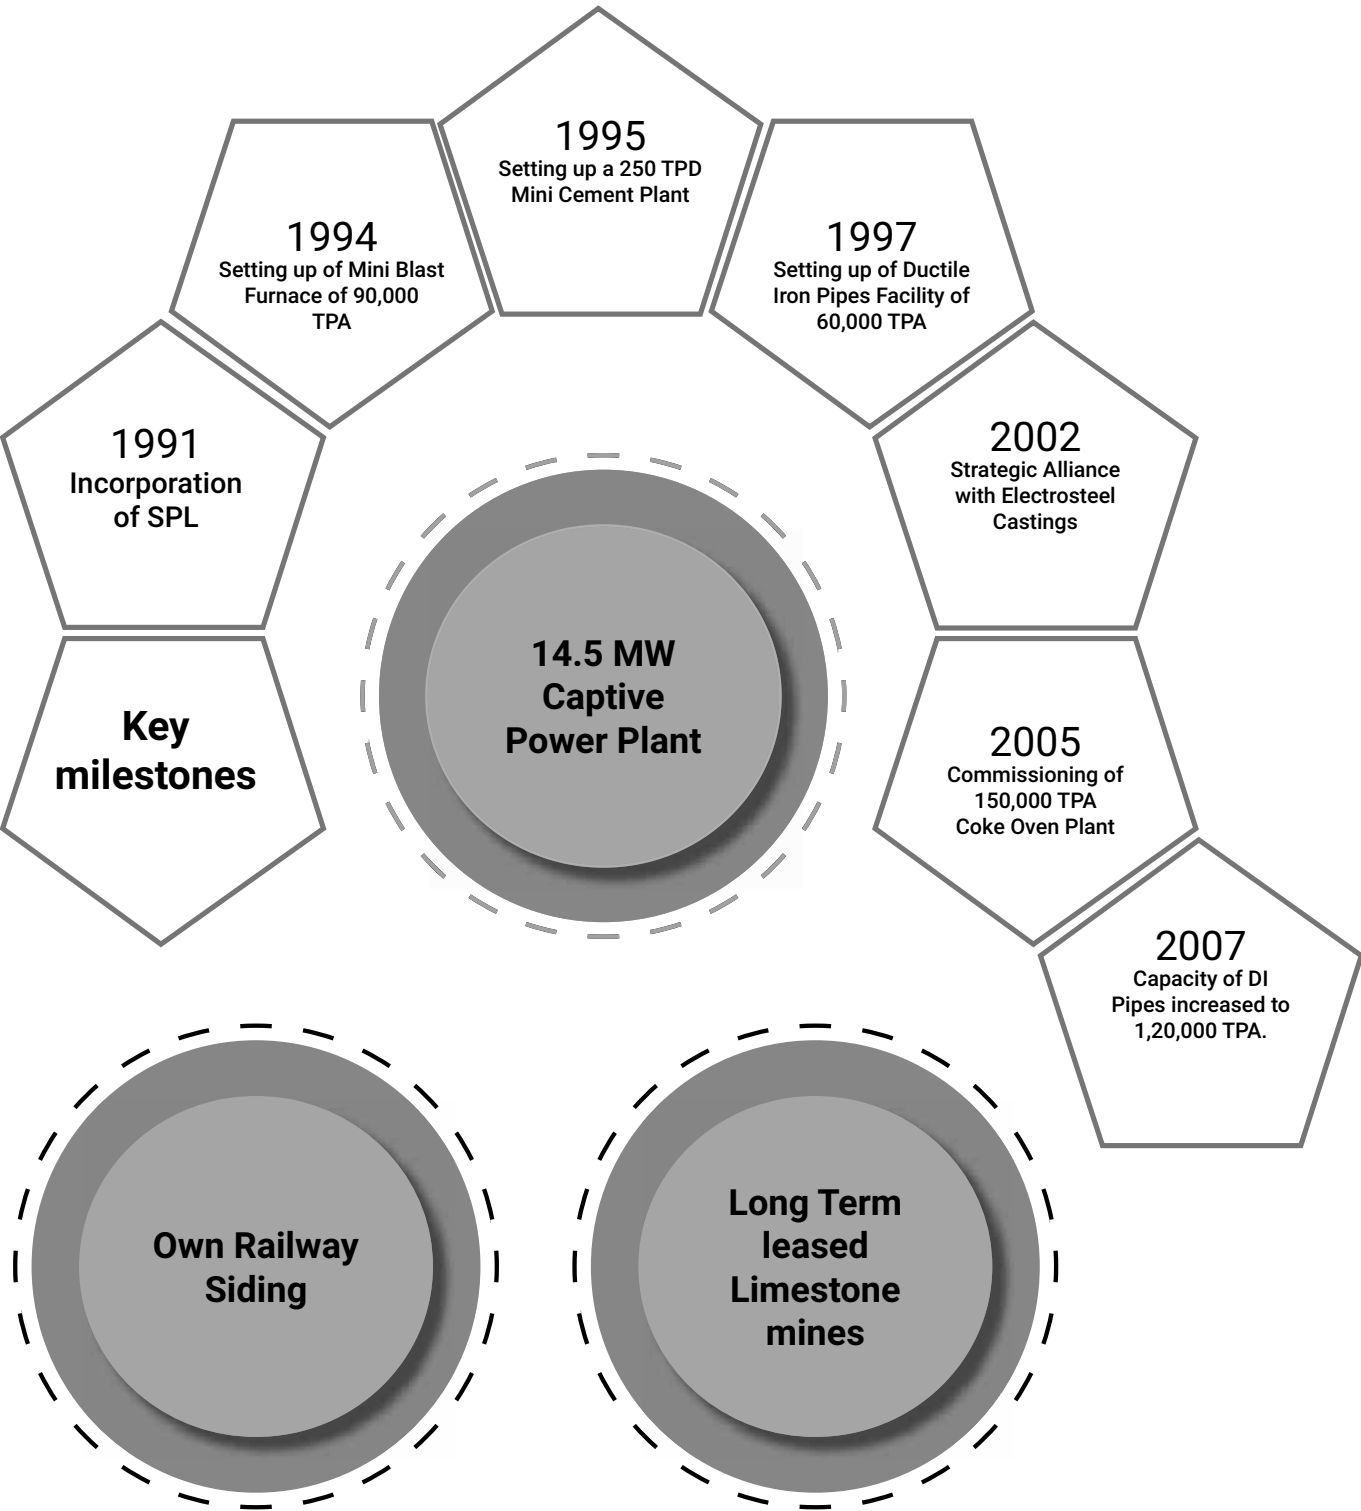 Key
milestones
1991
Incorporation
of SPL
1994
Setting up of Mini Blast
Furnace of 90,000
TPA
1995
Setting up a 250 TPD
Mini Cement Plant
1997
Setting up of Ductile
Iron Pipes Facility of
60,000 TPA
2002
Strategic Alliance
with Electrosteel
Castings
2005
Commissioning of
150,000 TPA
Coke Oven Plant
2007
Capacity of DI
Pipes increased to
1,20,000 TPA.
14.5 MW
Captive
Power Plant
Own Railway
Siding
Long Term
leased
Limestone
mines